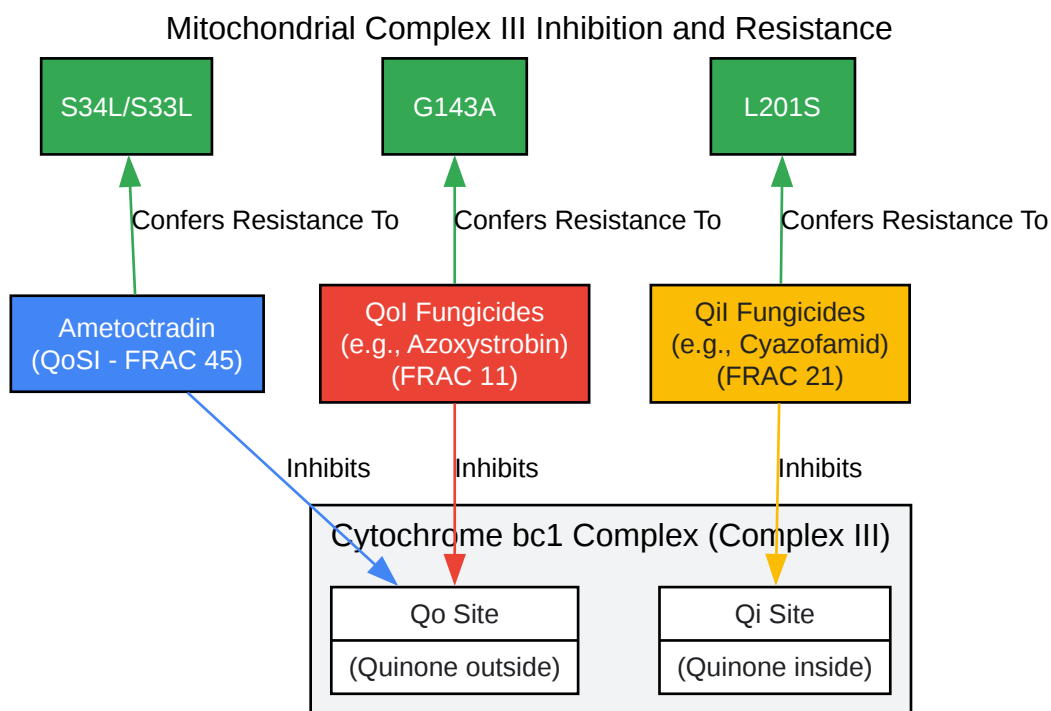 Mitochondrial Complex III Inhibition and Resistance
S34L/S33L
G143A
L201S
Confers Resistance To
Confers Resistance To
Confers Resistance To
Ametoctradin
(QoSI - FRAC 45)
QoI Fungicides
(e.g., Azoxystrobin)
(FRAC 11)
QiI Fungicides
(e.g., Cyazofamid)
(FRAC 21)
Inhibits
Inhibits
Inhibits
Cytochrome bc1 Complex (Complex III)
Qo Site
(Quinone outside)
Qi Site
(Quinone inside)